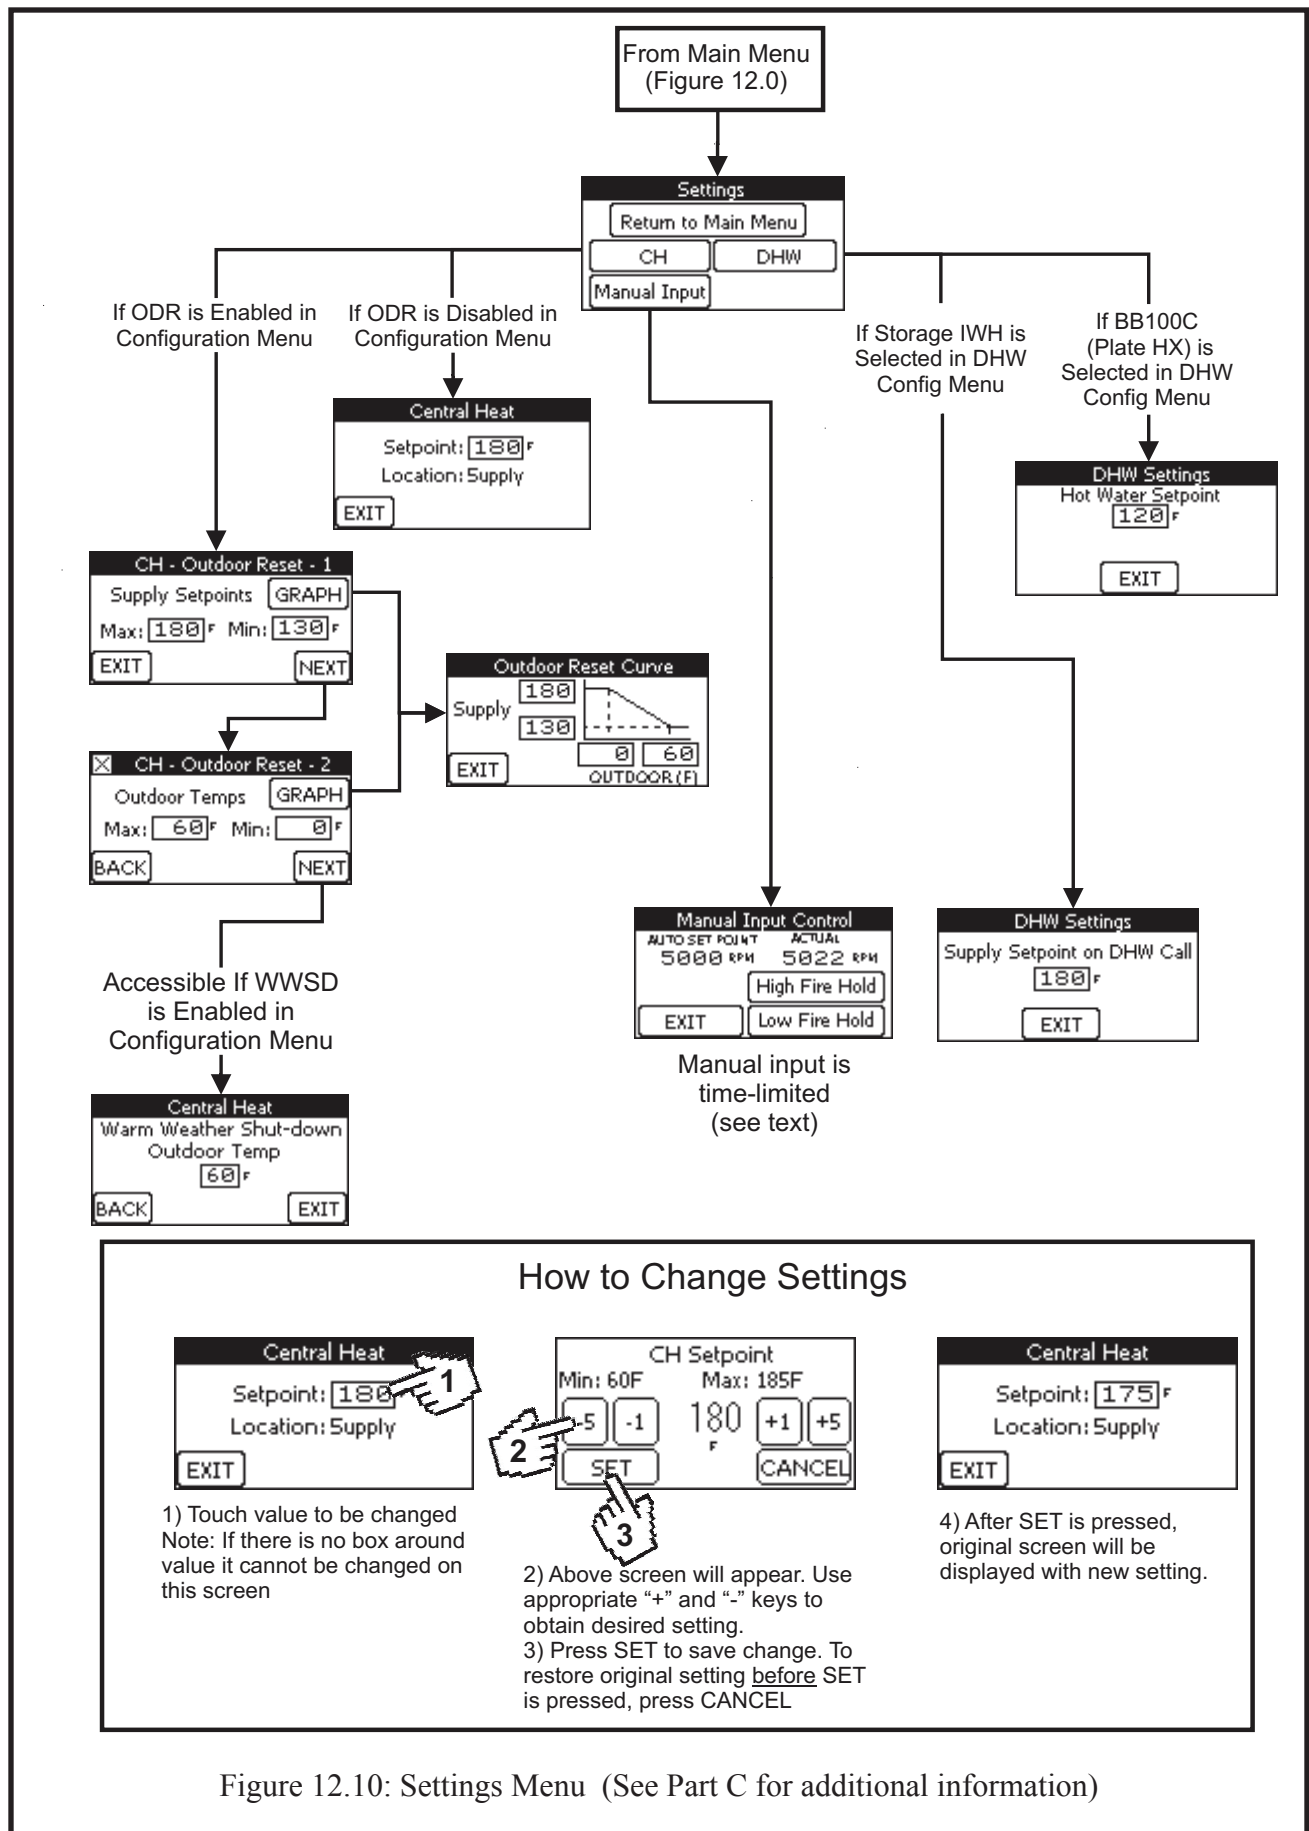 From Main Menu
(Figure 12.0)
Settings
Return to Main Menu
CH
DHW
Manual Input
If ODR is Enabled in
Configuration Menu
If ODR is Disabled in
Configuration Menu
If Storage IWH is
Selected in DHW
Config Menu
If BB100C
(Plate HX) is
Selected in DHW
Config Menu
Central Heat
Setpoint: 180 F
Location: Supply
EXIT
DHW Settings
Hot Water Setpoint
120 F
EXIT
CH - Outdoor Reset - 1
Supply Setpoints GRAPH
Max: 180 F Min: 130 F
EXIT NEXT
Outdoor Reset Curve
180
Supply
130
0 60
EXIT
OUTDOOR (F)
CH - Outdoor Reset - 2
Outdoor Temps GRAPH
Max: 60 F Min: 0 F
BACK NEXT
Accessible If WWSD
is Enabled in
Configuration Menu
Central Heat
Warm Weather Shut-down
Outdoor Temp
60 F
BACK EXIT
Manual Input Control
AUTO SET POINT ACTUAL
5000 RPM 5022 RPM
High Fire Hold
EXIT Low Fire Hold
Manual input is
time-limited
(see text)
DHW Settings
Supply Setpoint on DHW Call
180 F
EXIT
How to Change Settings
Central Heat
Setpoint: 180
Location: Supply
EXIT
1
1) Touch value to be changed
Note: If there is no box around
value it cannot be changed on
this screen
CH Setpoint
Min: 60F Max: 185F
-5 -1 180 F +1 +5
SET CANCEL
2
3
2) Above screen will appear. Use
appropriate “+” and “-” keys to
obtain desired setting.
3) Press SET to save change. To
restore original setting before SET
is pressed, press CANCEL
Central Heat
Setpoint: 175 F
Location: Supply
EXIT
4) After SET is pressed,
original screen will be
displayed with new setting.
Figure 12.10: Settings Menu (See Part C for additional information)